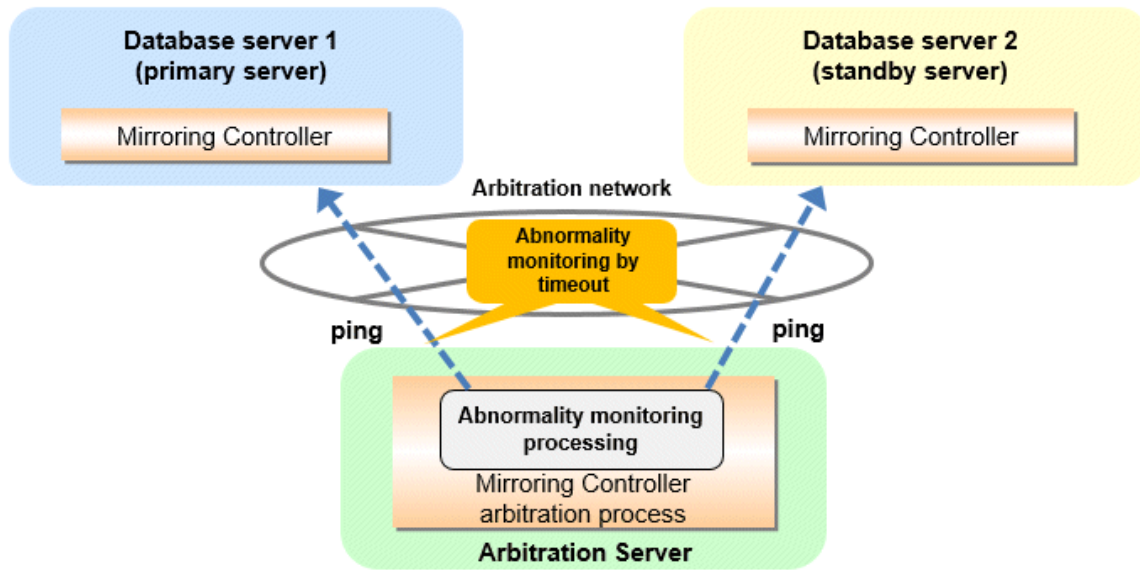 Database server 1
(primary server)
Mirroring Controller
Database server 2
(standby server)
Mirroring Controller
Arbitration network
Abnormality
monitoring by
timeout
ping
ping
Abnormality monitoring
processing
Mirroring Controller
arbitration process
Arbitration Server